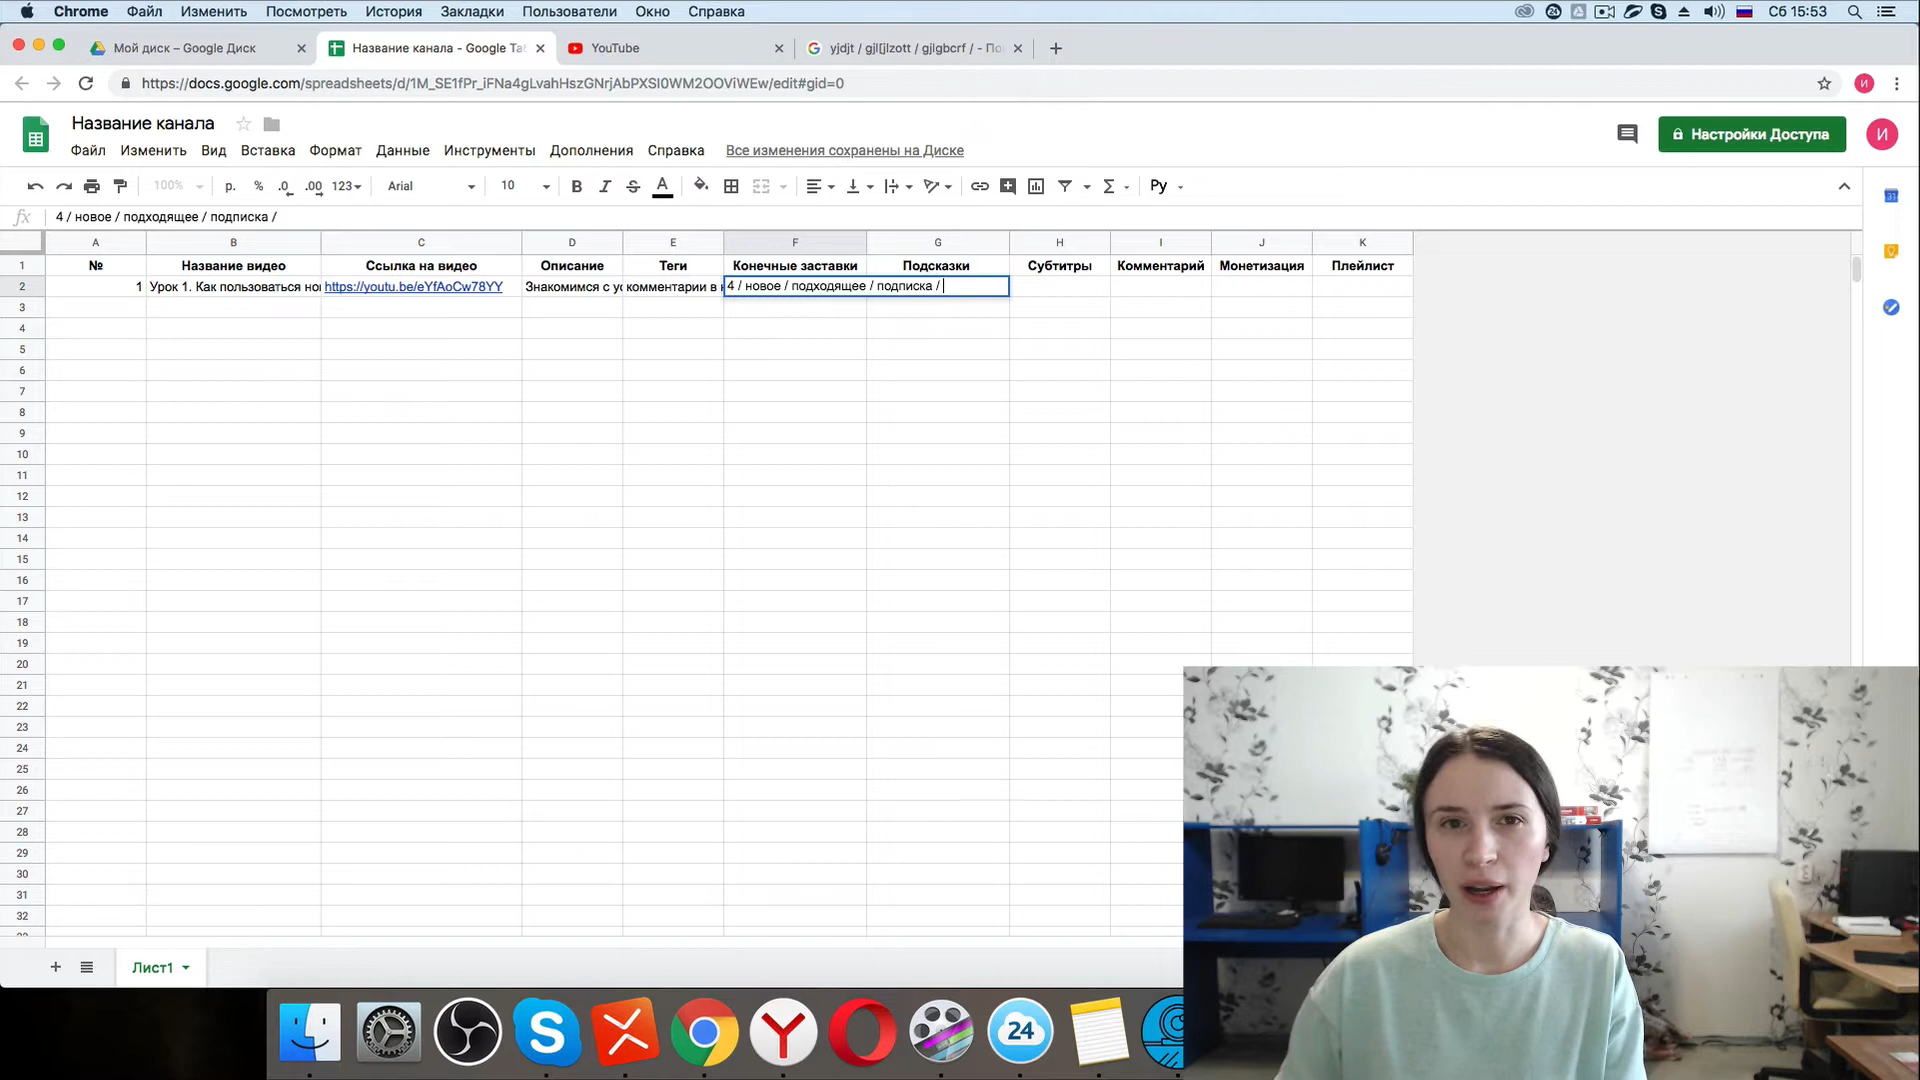 Chrome Файл Изменить Посмотреть История Закладки Пользователи Окно Справка Сб 15:53
Мой диск – Google Диск Название канала - Google Та YouTube yjdjt / gjl[jlzott / gjlgbcrf / - По
https://docs.google.com/spreadsheets/d/1M_SE1fPr_iFNa4gLvahHszGNrjAbPXSI0WM2OOViWEw/edit#gid=0 И
Название канала Настройки Доступа И
Файл Изменить Вид Вставка Формат Данные Инструменты Дополнения Справка Все изменения сохранены на Диске
100% р. % .0 .00 123 Arial 10 B I S A Σ Ру
fx 4 / новое / подходящее / подписка /
A B C D E F G H I J K
1 № Название видео Ссылка на видео Описание Теги Конечные заставки Подсказки Субтитры Комментарий Монетизация Плейлист
2 1 Урок 1. Как пользоваться нов https://youtu.be/eYfAoCw78YY Знакомимся с ус комментарии в н 4 / новое / подходящее / подписка /
3
4
5
6
7
8
9
10
11
12
13
14
15
16
17
18
19
20
21
22
23
24
25
26
27
28
29
30
31
32
Лист1
24